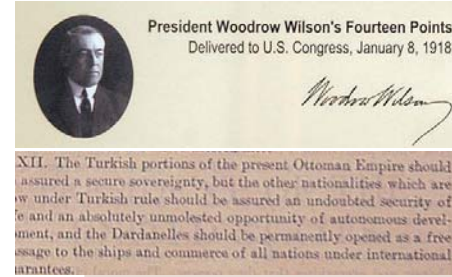 President Woodrow Wilson's Fourteen Points
Delivered to U.S. Congress, January 8, 1918
Woodrow Wilson
XII. The Turkish portions of the present Ottoman Empire should
assured a secure sovereignty, but the other nationalities which are
w under Turkish rule should be assured an undoubted security of
e and an absolutely unmolested opportunity of autonomous devel-
ment, and the Dardanelles should be permanently opened as a free
ssage to the ships and commerce of all nations under international
arantees.